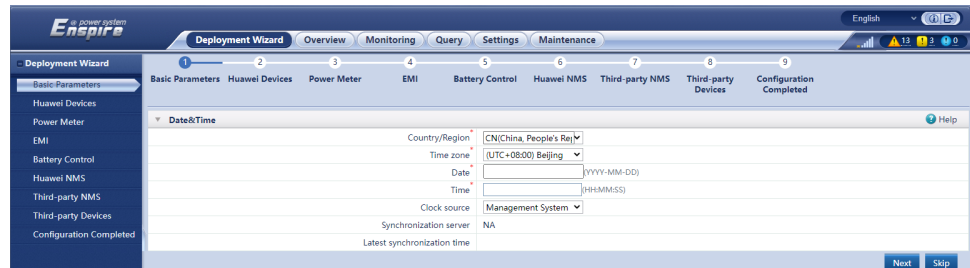 e power system
Enspire
English
Deployment Wizard
Overview
Monitoring
Query
Settings
Maintenance
13
3
0
Deployment Wizard
Basic Parameters
Huawei Devices
Power Meter
EMI
Battery Control
Huawei NMS
Third-party NMS
Third-party Devices
Configuration Completed
1
2
3
4
5
6
7
8
9
Basic Parameters
Huawei Devices
Power Meter
EMI
Battery Control
Huawei NMS
Third-party NMS
Third-party
Devices
Configuration
Completed
Date&Time
Help
Country/Region*
CN(China, People's Rep
Time zone*
(UTC+08:00) Beijing
Date*
(YYYY-MM-DD)
Time*
(HH:MM:SS)
Clock source
Management System
Synchronization server
NA
Latest synchronization time
Next
Skip